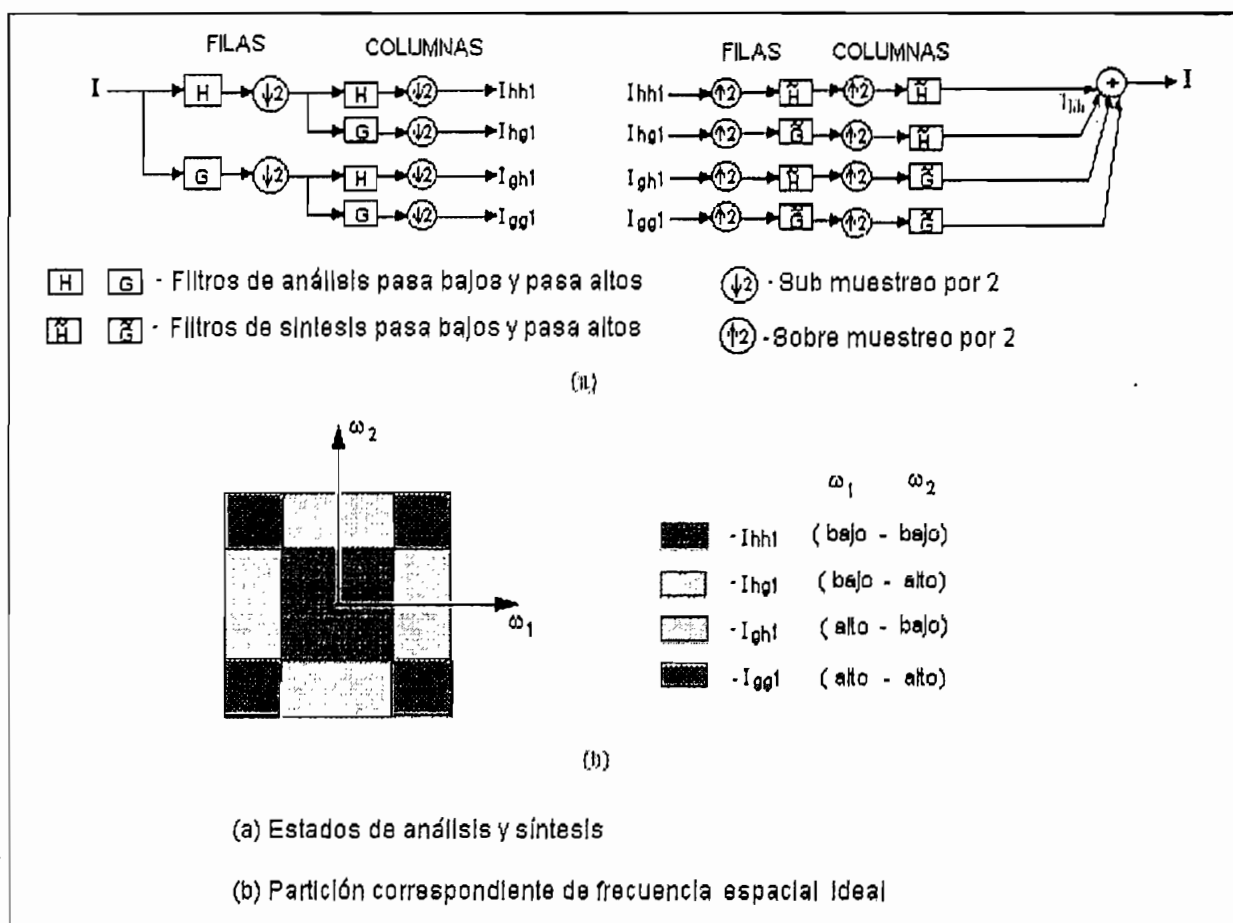 FILAS COLUMNAS FILAS COLUMNAS
I H ↓2 H ↓2 Ihh1 Ihh1 ↑2 H̃ ↑2 H̃ + I
G ↓2 Ihg1 Ihg1 ↑2 G̃ ↑2 H̃ Ihh
G ↓2 H ↓2 Igh1 Igh1 ↑2 H̃ ↑2 G̃
G ↓2 Igg1 Igg1 ↑2 G̃ ↑2 G̃
H G - Filtros de análisis pasa bajos y pasa altos ↓2 - Sub muestreo por 2
H̃ G̃ - Filtros de síntesis pasa bajos y pasa altos ↑2 - Sobre muestreo por 2
(a)
ω2
ω1
ω1 ω2
- Ihh1 (bajo - bajo)
- Ihg1 (bajo - alto)
- Igh1 (alto - bajo)
- Igg1 (alto - alto)
(b)
(a) Estados de análisis y síntesis
(b) Partición correspondiente de frecuencia espacial ideal